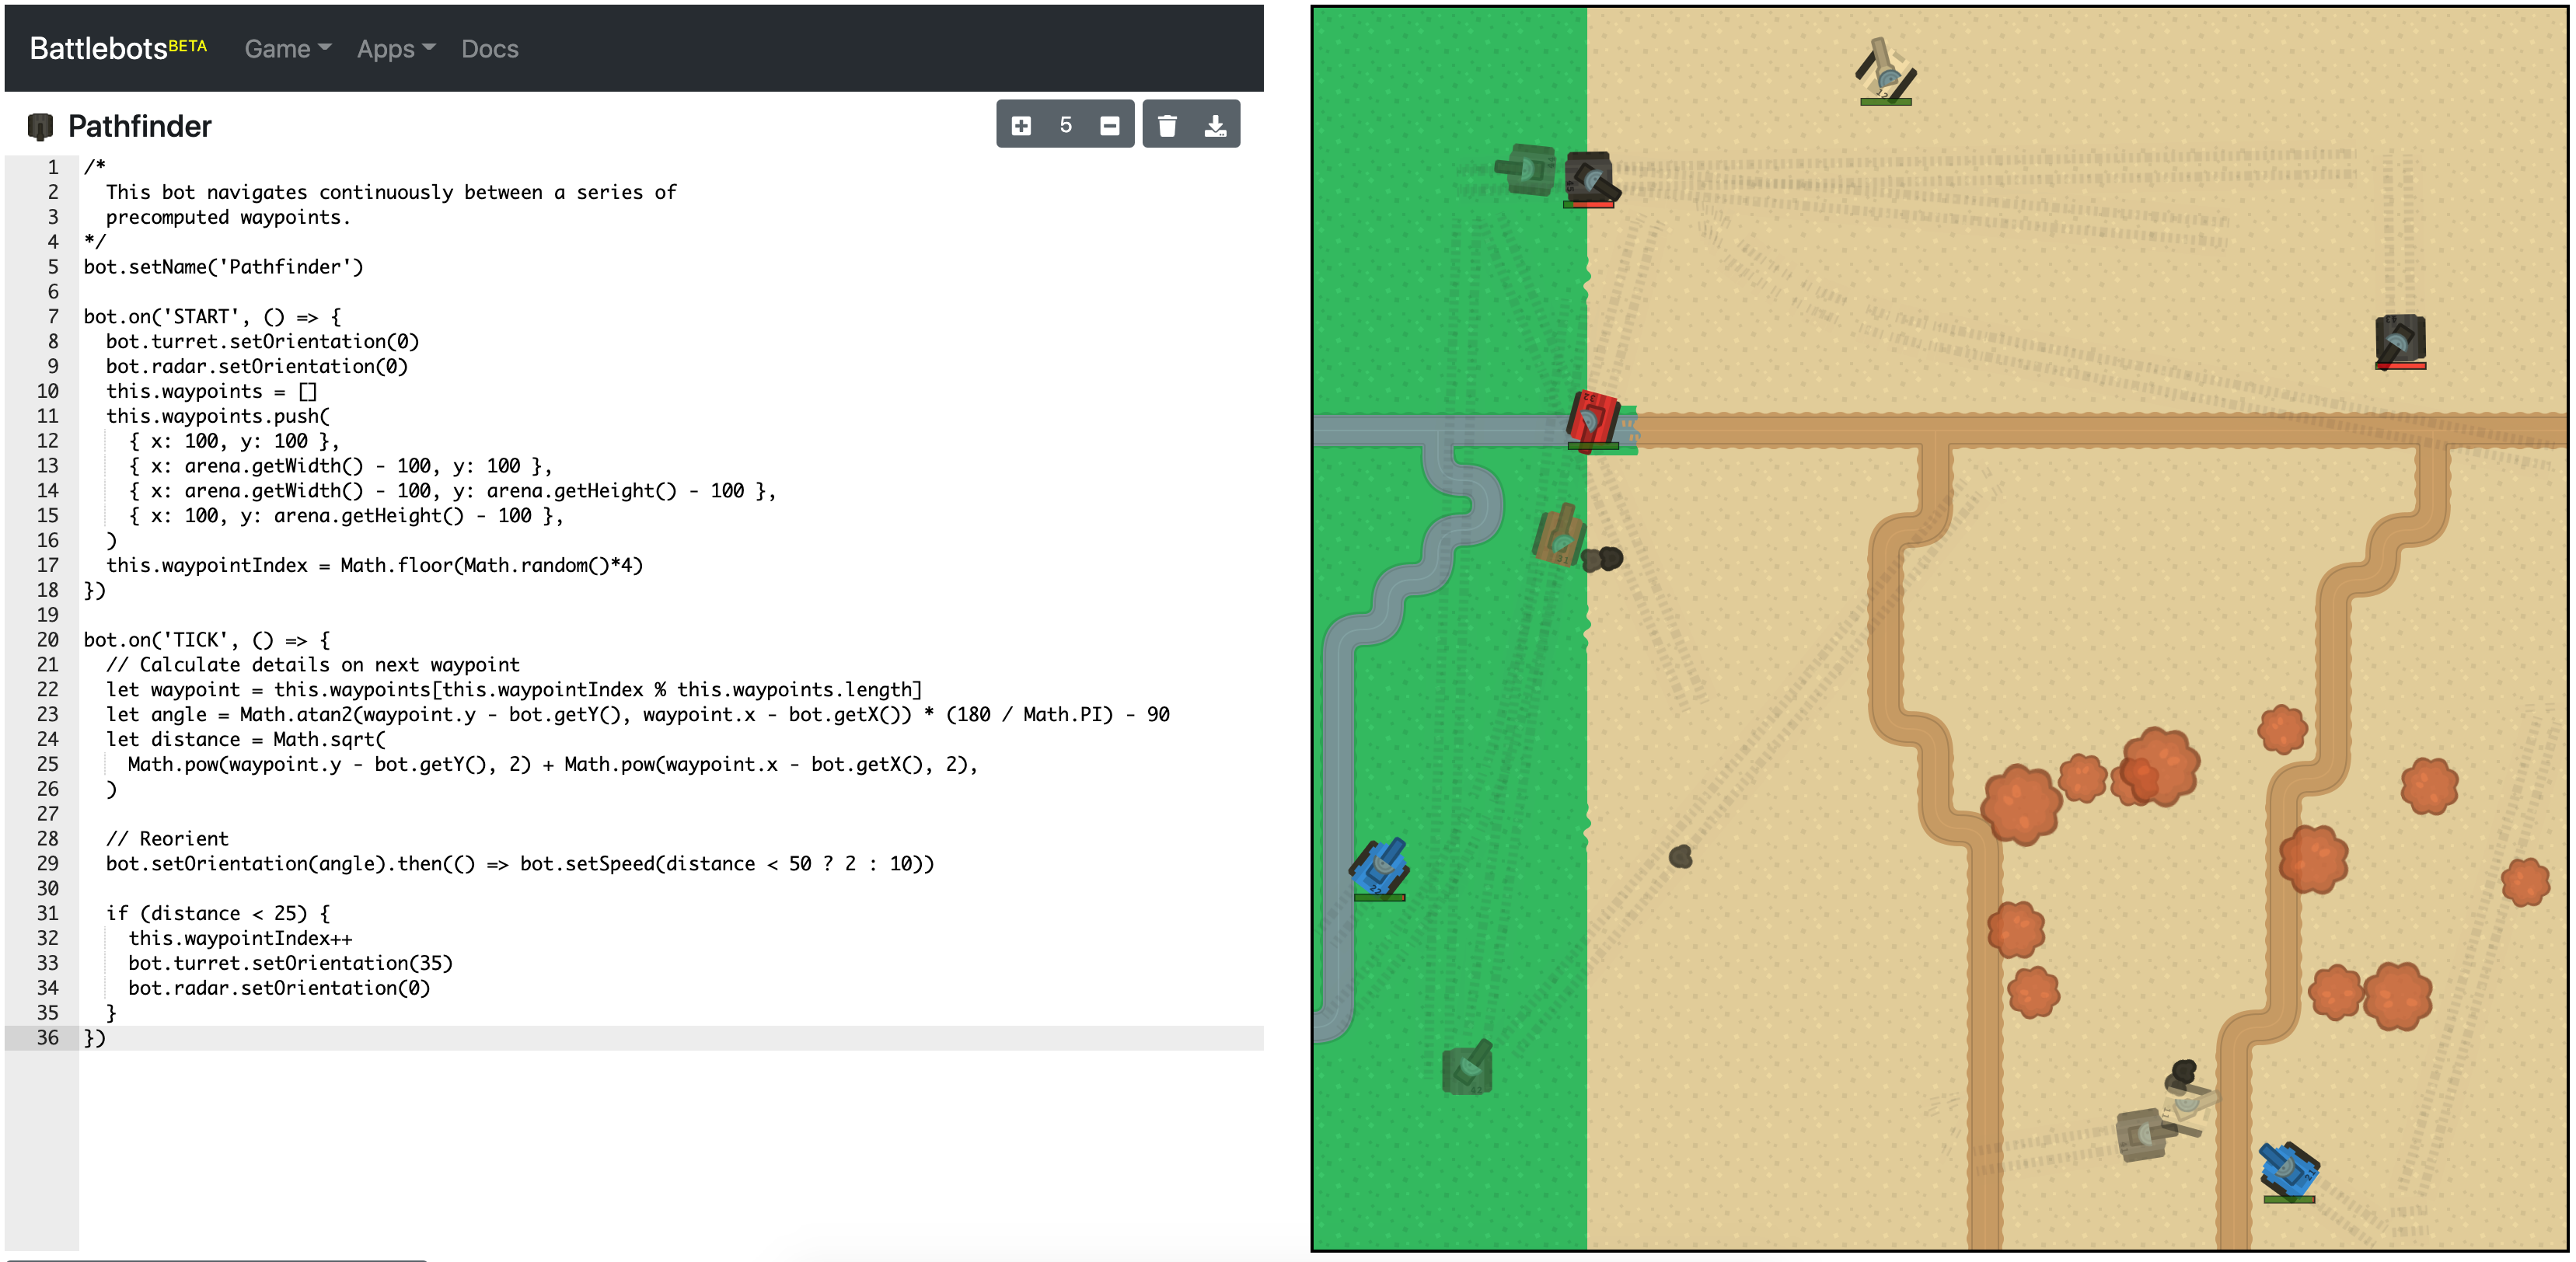 BattlebotsBETA Game Apps Docs
Pathfinder 5
1 /*
2   This bot navigates continuously between a series of
3   precomputed waypoints.
4 */
5 bot.setName('Pathfinder')
6
7 bot.on('START', () => {
8   bot.turret.setOrientation(0)
9   bot.radar.setOrientation(0)
10   this.waypoints = []
11   this.waypoints.push(
12     { x: 100, y: 100 },
13     { x: arena.getWidth() - 100, y: 100 },
14     { x: arena.getWidth() - 100, y: arena.getHeight() - 100 },
15     { x: 100, y: arena.getHeight() - 100 },
16   )
17   this.waypointIndex = Math.floor(Math.random()*4)
18 })
19
20 bot.on('TICK', () => {
21   // Calculate details on next waypoint
22   let waypoint = this.waypoints[this.waypointIndex % this.waypoints.length]
23   let angle = Math.atan2(waypoint.y - bot.getY(), waypoint.x - bot.getX()) * (180 / Math.PI) - 90
24   let distance = Math.sqrt(
25     Math.pow(waypoint.y - bot.getY(), 2) + Math.pow(waypoint.x - bot.getX(), 2),
26   )
27
28   // Reorient
29   bot.setOrientation(angle).then(() => bot.setSpeed(distance < 50 ? 2 : 10))
30
31   if (distance < 25) {
32     this.waypointIndex++
33     bot.turret.setOrientation(35)
34     bot.radar.setOrientation(0)
35   }
36 })
12
32
22